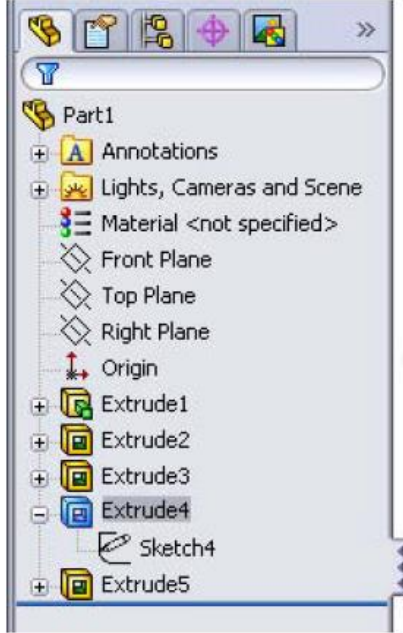 Part1
A Annotations
Lights, Cameras and Scene
Material <not specified>
Front Plane
Top Plane
Right Plane
Origin
Extrude1
Extrude2
Extrude3
Extrude4
Sketch4
Extrude5